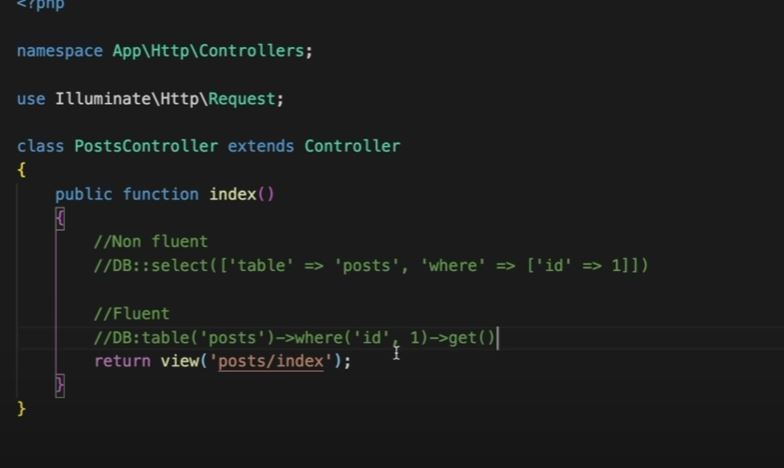 <?php
namespace App\Http\Controllers;
use Illuminate\Http\Request;
class PostsController extends Controller
{
public function index()
{
//Non fluent
//DB::select(['table' => 'posts', 'where' => ['id' => 1]])
//Fluent
//DB:table('posts')->where('id', 1)->get()
return view('posts/index');
}
}